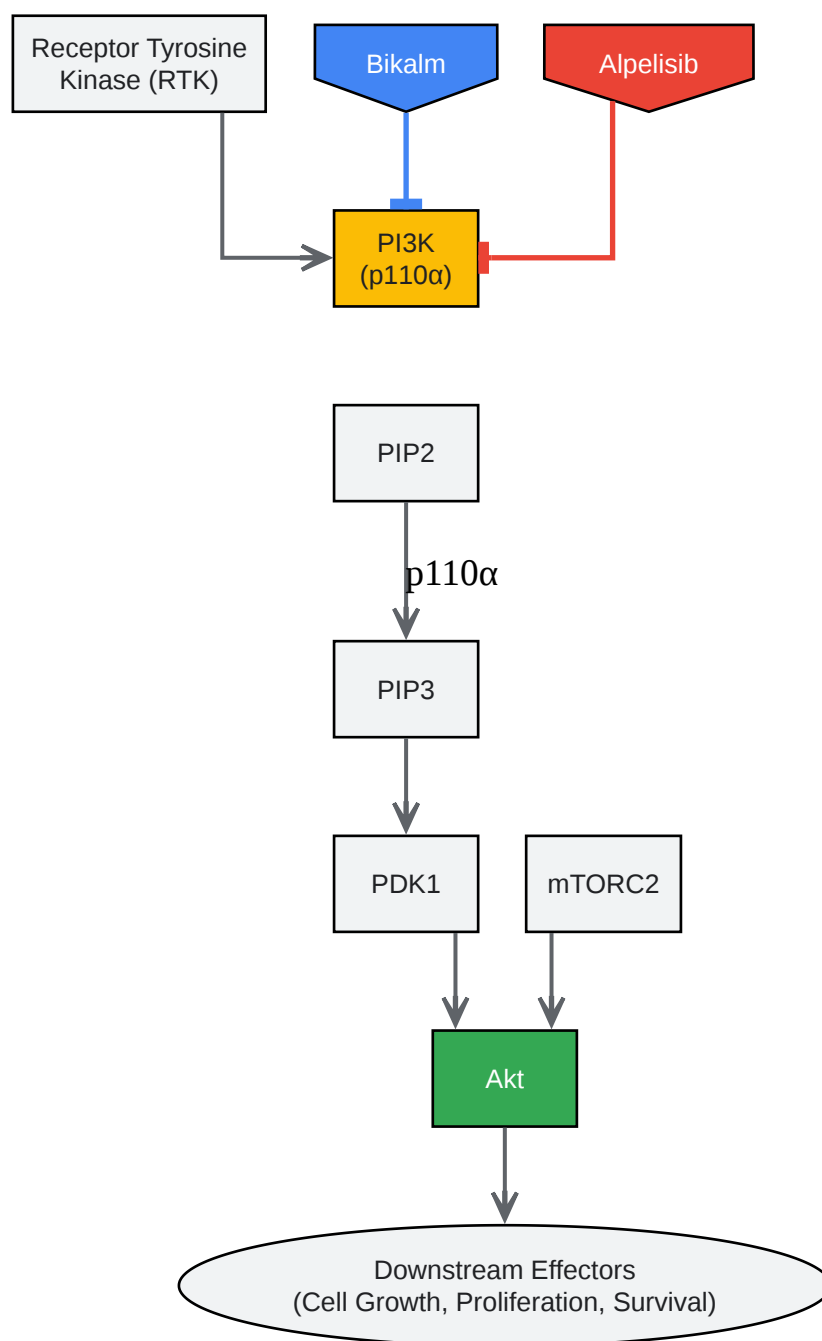 Receptor Tyrosine
Kinase (RTK)
Bikalm
Alpelisib
PI3K
(p110α)
PIP2
p110α
PIP3
PDK1
mTORC2
Akt
Downstream Effectors
(Cell Growth, Proliferation, Survival)